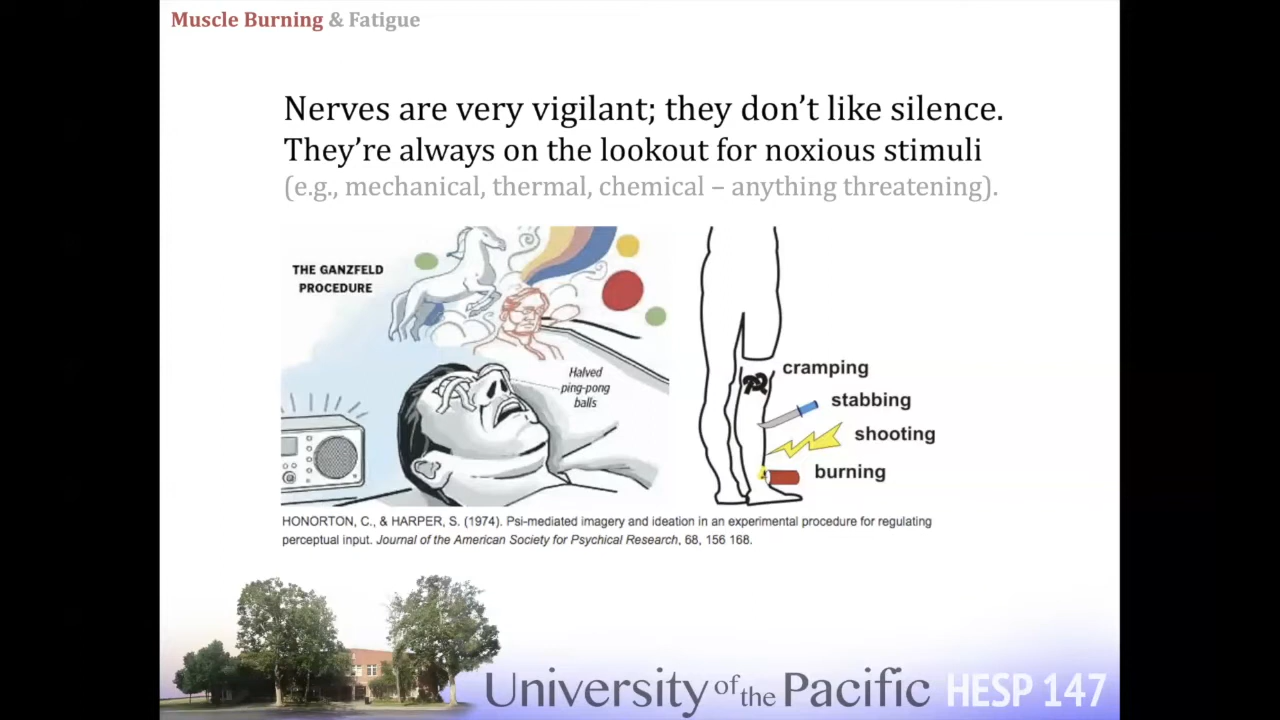 Muscle Burning & Fatigue
Nerves are very vigilant; they don’t like silence.
They’re always on the lookout for noxious stimuli
(e.g., mechanical, thermal, chemical – anything threatening).
THE GANZFELD
PROCEDURE
Halved
ping-pong
balls
cramping
stabbing
shooting
burning
HONORTON, C., & HARPER, S. (1974). Psi-mediated imagery and ideation in an experimental procedure for regulating
perceptual input. Journal of the American Society for Psychical Research, 68, 156 168.
University of the Pacific HESP 147